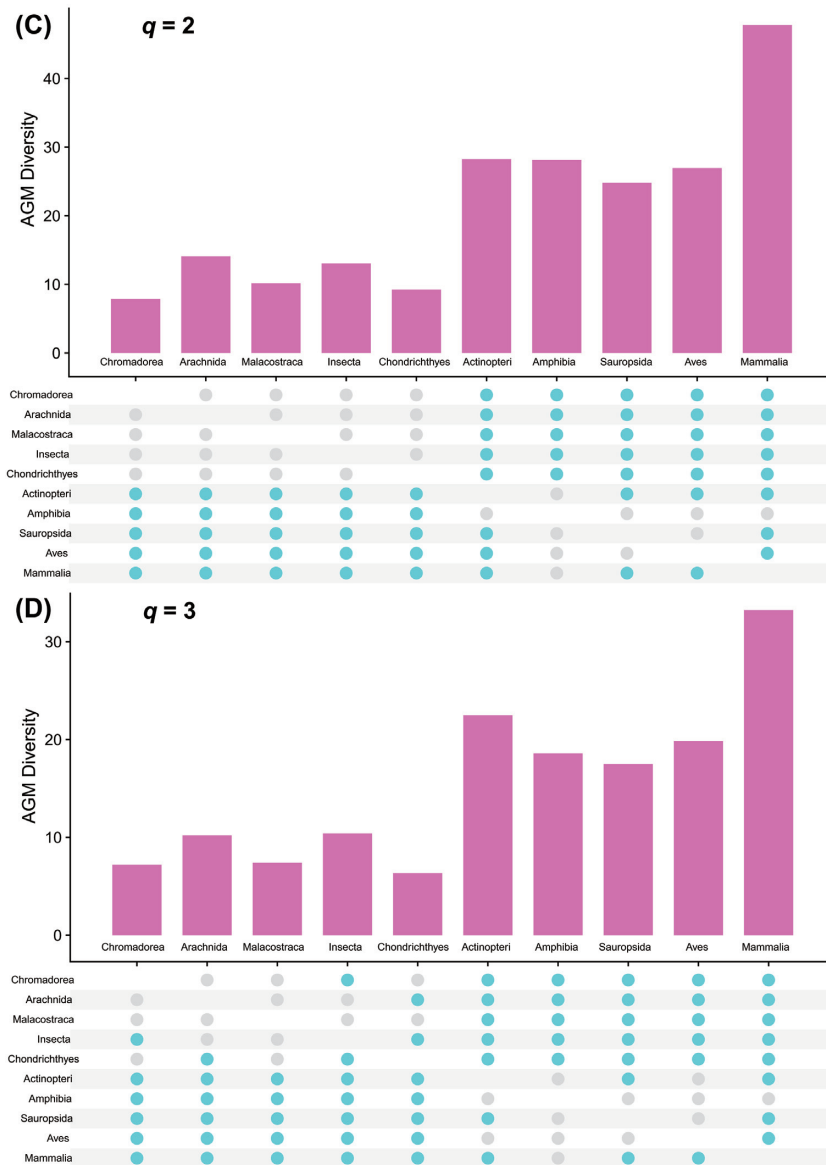 (C)
q = 2
AGM Diversity
40
30
20
10
0
Chromadorea Arachnida Malacostraca Insecta Chondrichthyes Actinopteri Amphibia Sauropsida Aves Mammalia
Chromadorea
Arachnida
Malacostraca
Insecta
Chondrichthyes
Actinopteri
Amphibia
Sauropsida
Aves
Mammalia
(D)
q = 3
AGM Diversity
30
20
10
0
Chromadorea Arachnida Malacostraca Insecta Chondrichthyes Actinopteri Amphibia Sauropsida Aves Mammalia
Chromadorea
Arachnida
Malacostraca
Insecta
Chondrichthyes
Actinopteri
Amphibia
Sauropsida
Aves
Mammalia